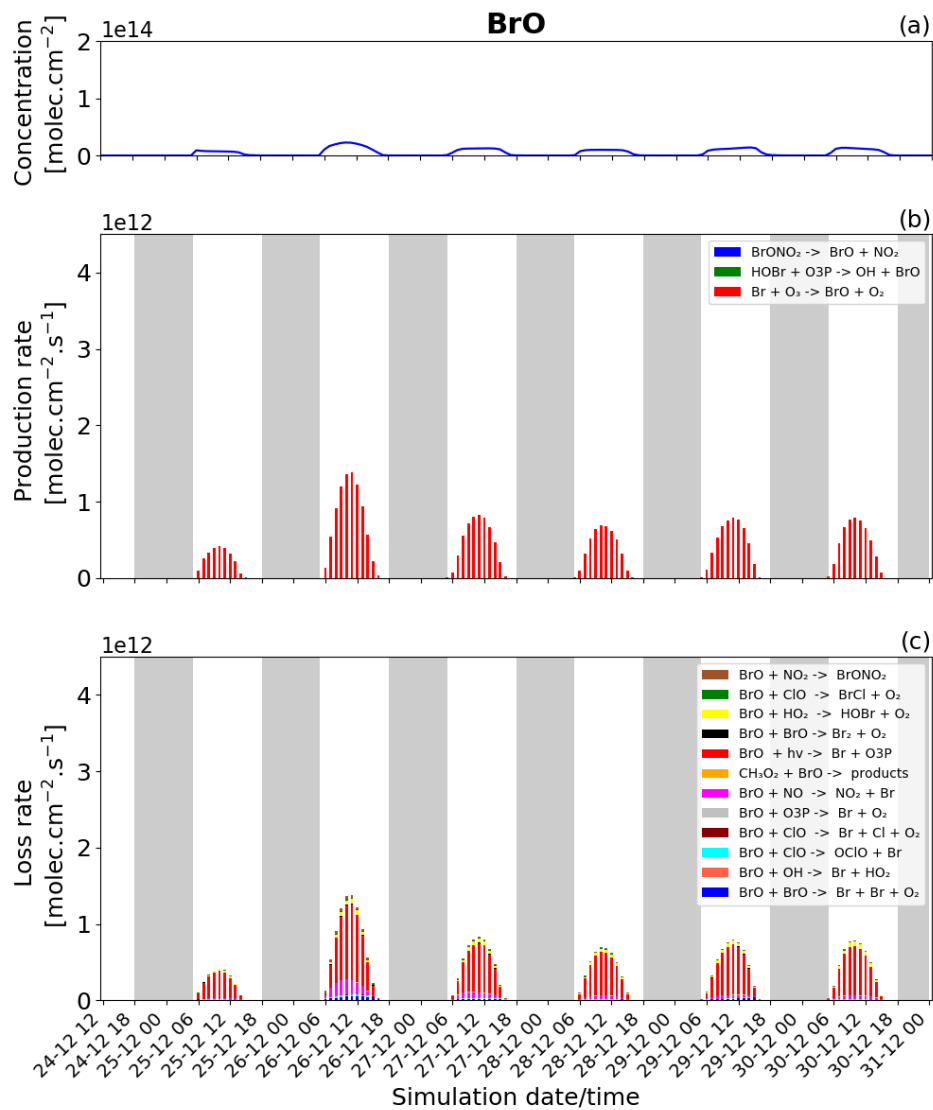 BrO
(a)
1e14
Concentration
[molec.cm⁻²]
2
1
0
(b)
1e12
Production rate
[molec.cm⁻².s⁻¹]
4
3
2
1
0
BrONO₂ -> BrO + NO₂
HOBr + O3P -> OH + BrO
Br + O₃ -> BrO + O₂
(c)
1e12
Loss rate
[molec.cm⁻².s⁻¹]
4
3
2
1
0
BrO + NO₂ -> BrONO₂
BrO + ClO -> BrCl + O₂
BrO + HO₂ -> HOBr + O₂
BrO + BrO -> Br₂ + O₂
BrO + hv -> Br + O3P
CH₃O₂ + BrO -> products
BrO + NO -> NO₂ + Br
BrO + O3P -> Br + O₂
BrO + ClO -> Br + Cl + O₂
BrO + ClO -> OClO + Br
BrO + OH -> Br + HO₂
BrO + BrO -> Br + Br + O₂
24-12 12
24-12 18
25-12 00
25-12 06
25-12 12
25-12 18
26-12 00
26-12 06
26-12 12
26-12 18
27-12 00
27-12 06
27-12 12
27-12 18
28-12 00
28-12 06
28-12 12
28-12 18
29-12 00
29-12 06
29-12 12
29-12 18
30-12 00
30-12 06
30-12 12
30-12 18
31-12 00
Simulation date/time